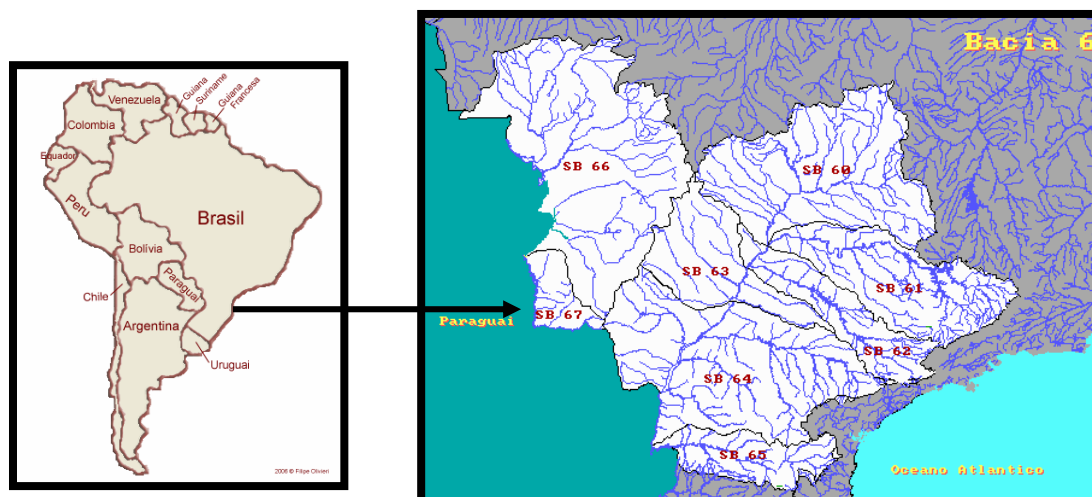 Venezuela
Guiana
Suriname
Guiana
Francesa
Colombia
Equador
Peru
Brasil
Bolívia
Paraguai
Chile
Argentina
Uruguai
2006 © Filipe Olivieri
Bacia 6
SB 66
SB 60
SB 63
SB 61
SB 67
Paraguai
SB 62
SB 64
SB 65
Oceano Atlantico